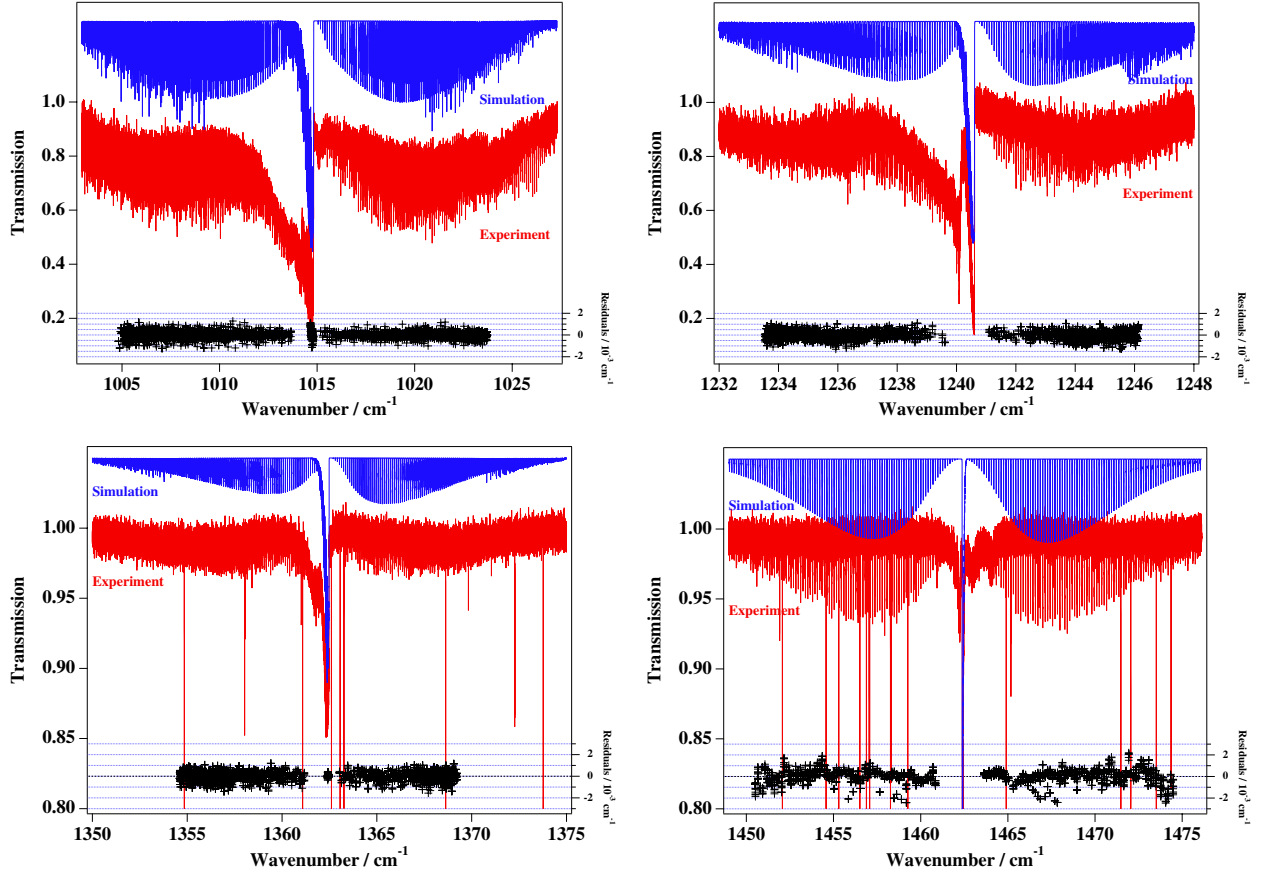 Transmission
1.0
0.8
0.6
0.4
0.2
Simulation
Experiment
2
0
-2
Residuals / 10-3 cm-1
1005
1010
1015
1020
1025
Wavenumber / cm-1
Transmission
1.0
0.8
0.6
0.4
0.2
Simulation
Experiment
2
0
-2
Residuals / 10-3 cm-1
1232
1234
1236
1238
1240
1242
1244
1246
1248
Wavenumber / cm-1
Transmission
1.00
0.95
0.90
0.85
0.80
Simulation
Experiment
2
0
-2
Residuals / 10-3 cm-1
1350
1355
1360
1365
1370
1375
Wavenumber / cm-1
Transmission
1.00
0.95
0.90
0.85
0.80
Simulation
Experiment
2
0
-2
Residuals / 10-3 cm-1
1450
1455
1460
1465
1470
1475
Wavenumber / cm-1